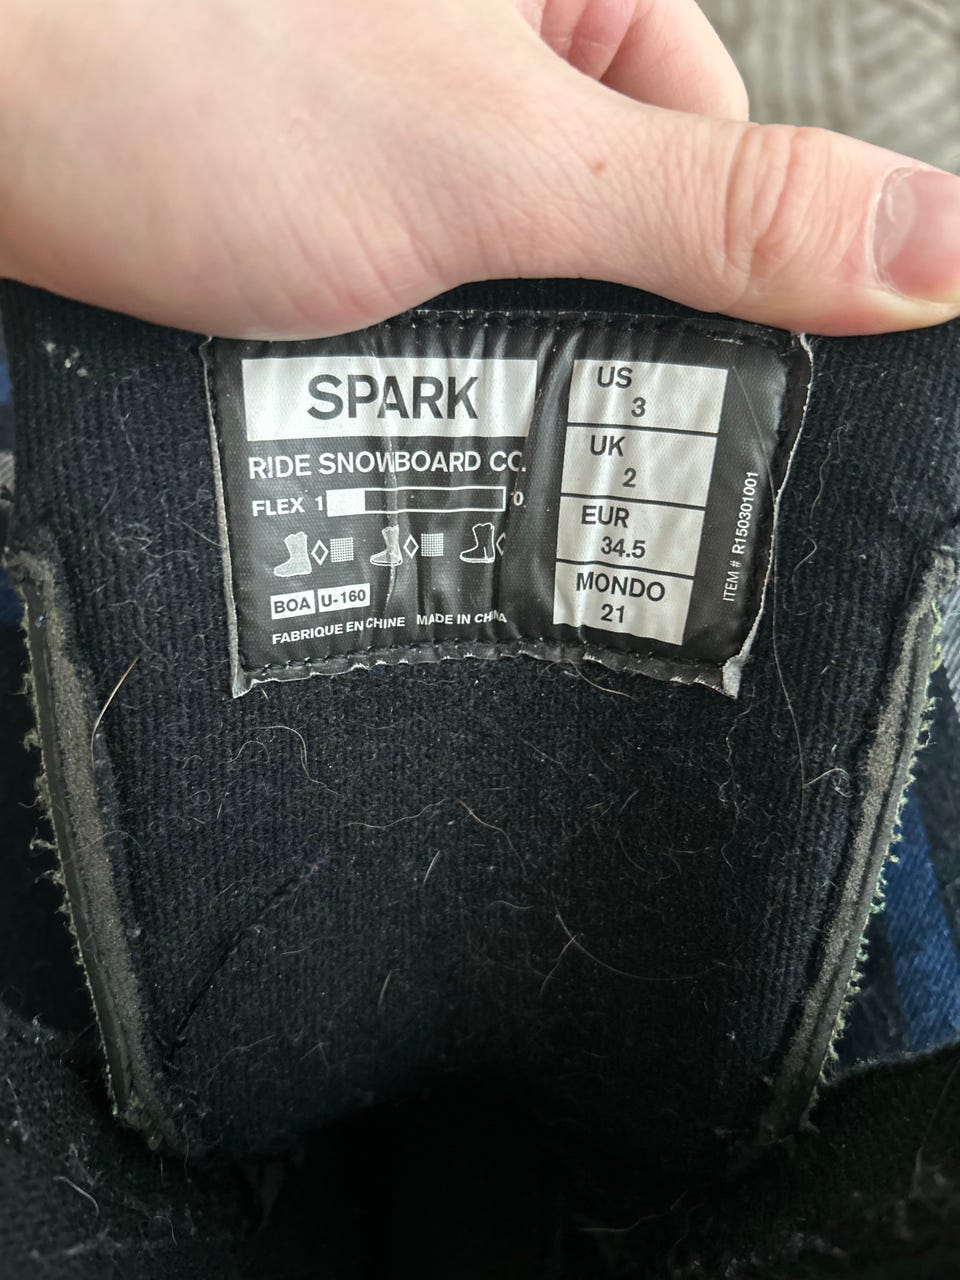 SPARK
RIDE SNOWBOARD CO.
FLEX 1 10
BOA U-160
FABRIQUE EN CHINE MADE IN CHINA
US
3
UK
2
EUR
34.5
MONDO
21
ITEM # R150301001